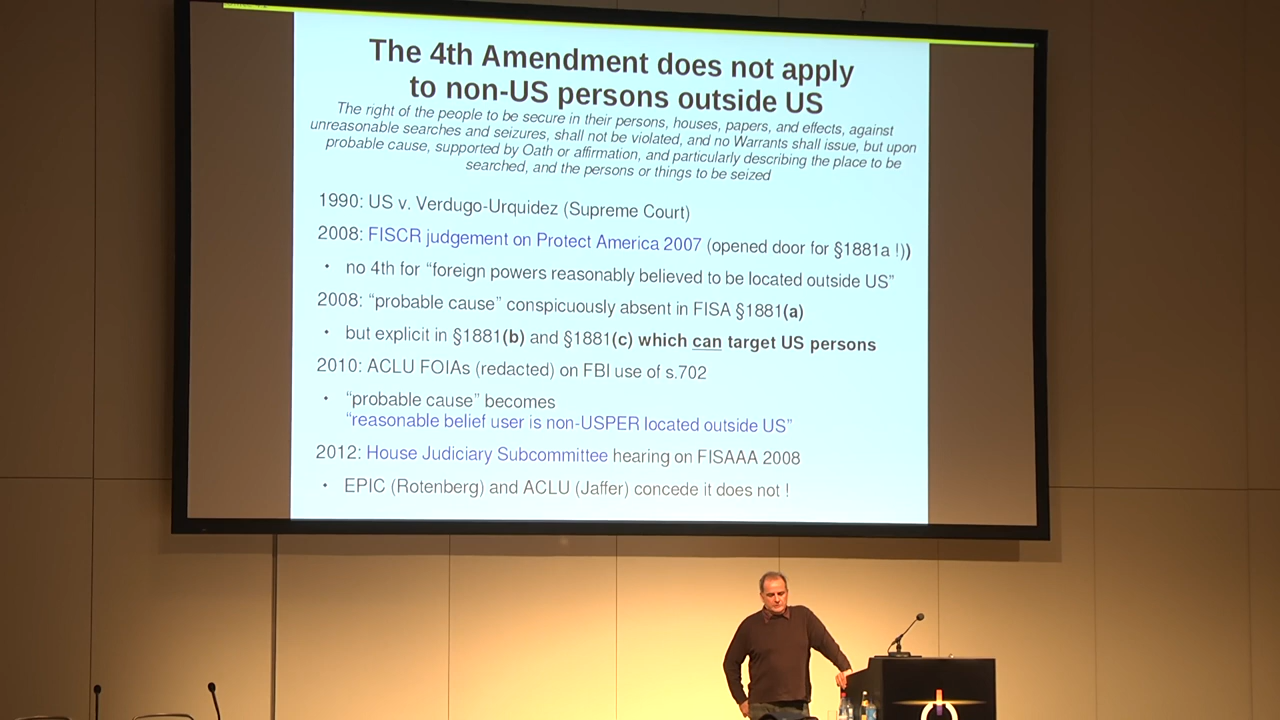 The 4th Amendment does not apply
to non-US persons outside US
The right of the people to be secure in their persons, houses, papers, and effects, against
unreasonable searches and seizures, shall not be violated, and no Warrants shall issue, but upon
probable cause, supported by Oath or affirmation, and particularly describing the place to be
searched, and the persons or things to be seized
1990: US v. Verdugo-Urquidez (Supreme Court)
2008: FISCR judgement on Protect America 2007 (opened door for §1881a !))
• no 4th for “foreign powers reasonably believed to be located outside US”
2008: “probable cause” conspicuously absent in FISA §1881(a)
• but explicit in §1881(b) and §1881(c) which can target US persons
2010: ACLU FOIAs (redacted) on FBI use of s.702
• “probable cause” becomes
“reasonable belief user is non-USPER located outside US”
2012: House Judiciary Subcommittee hearing on FISAAA 2008
• EPIC (Rotenberg) and ACLU (Jaffer) concede it does not !